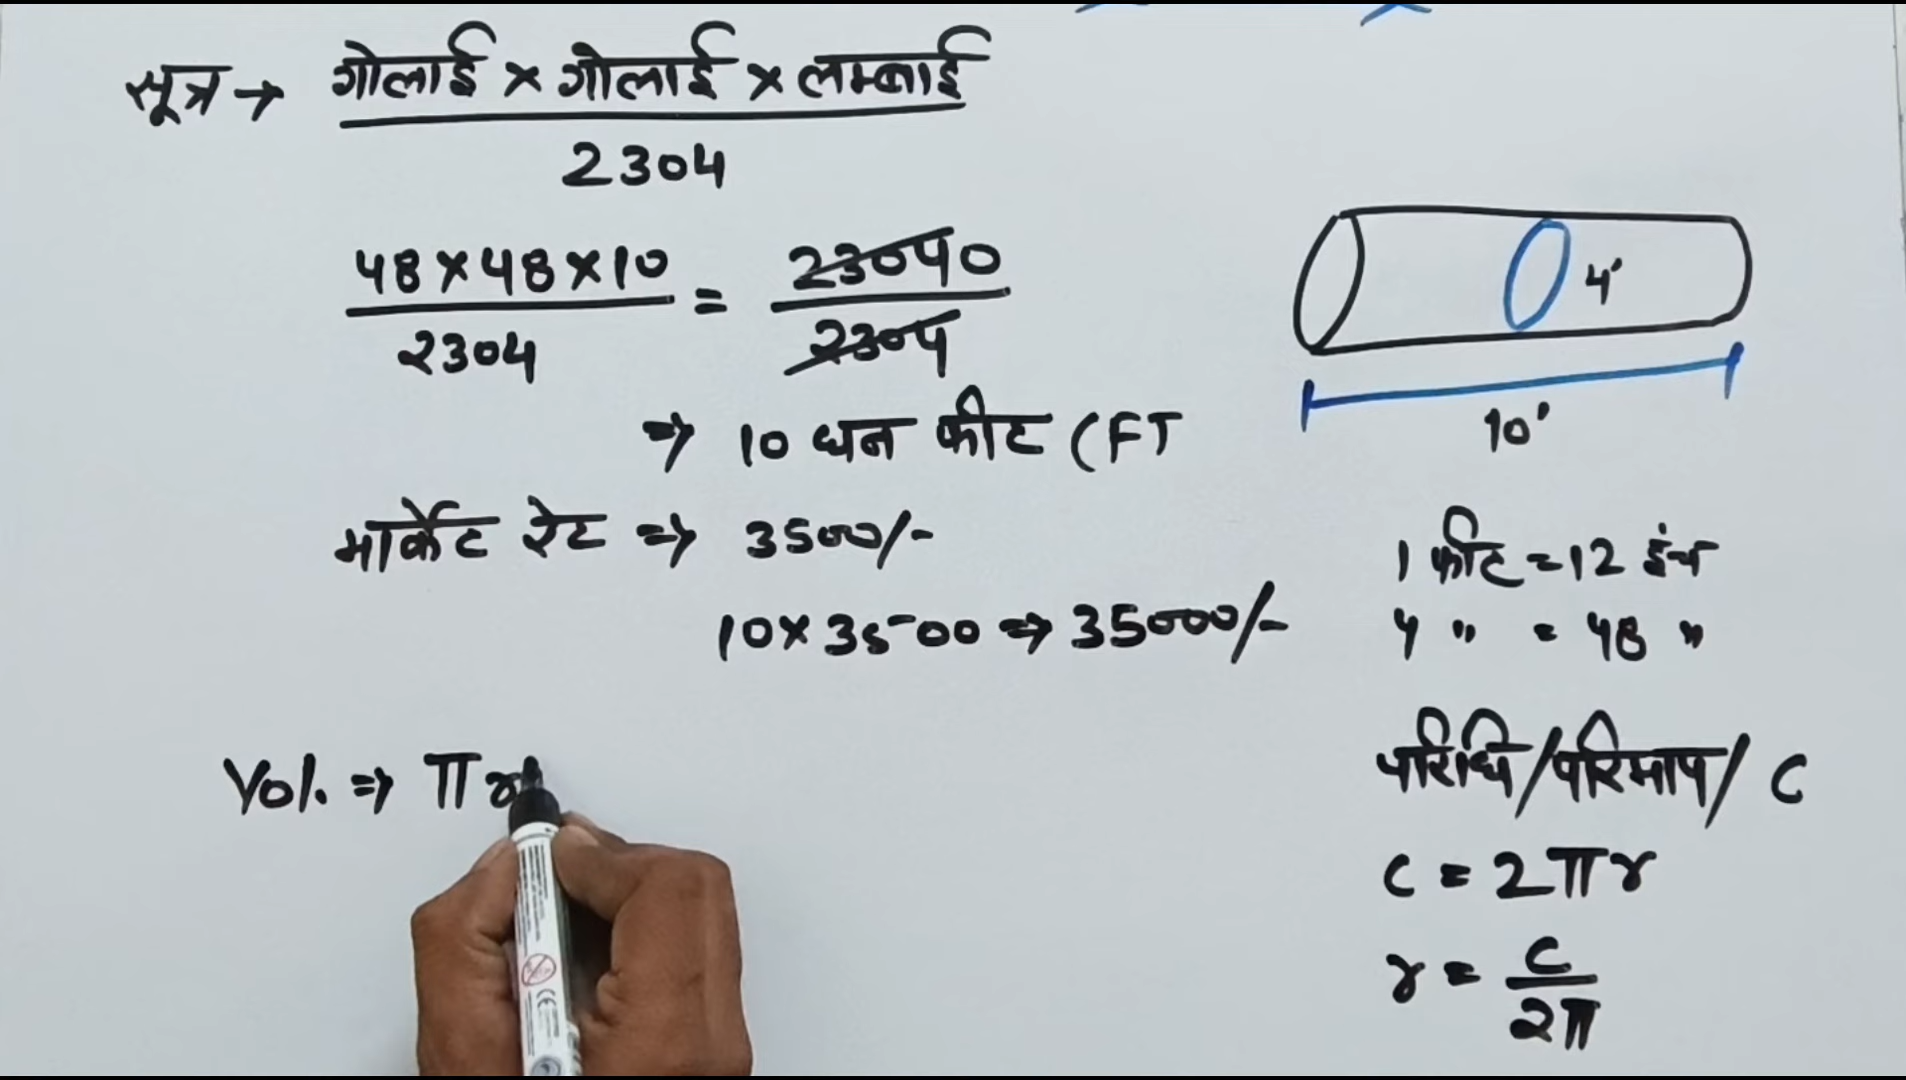 सूत्र → गोलाई × गोलाई × लम्बाई
2304
48 × 48 × 10 = 23040
2304 2304
⇒ 10 घन फीट (FT
मार्केट रेट ⇒ 3500/-
10 × 3500 ⇒ 35000/-
Vol. ⇒ π r
4'
10'
1 फीट = 12 इंच
4 " = 48 "
परिधि/परिमाप/ C
C = 2πr
r = C
2π
CE